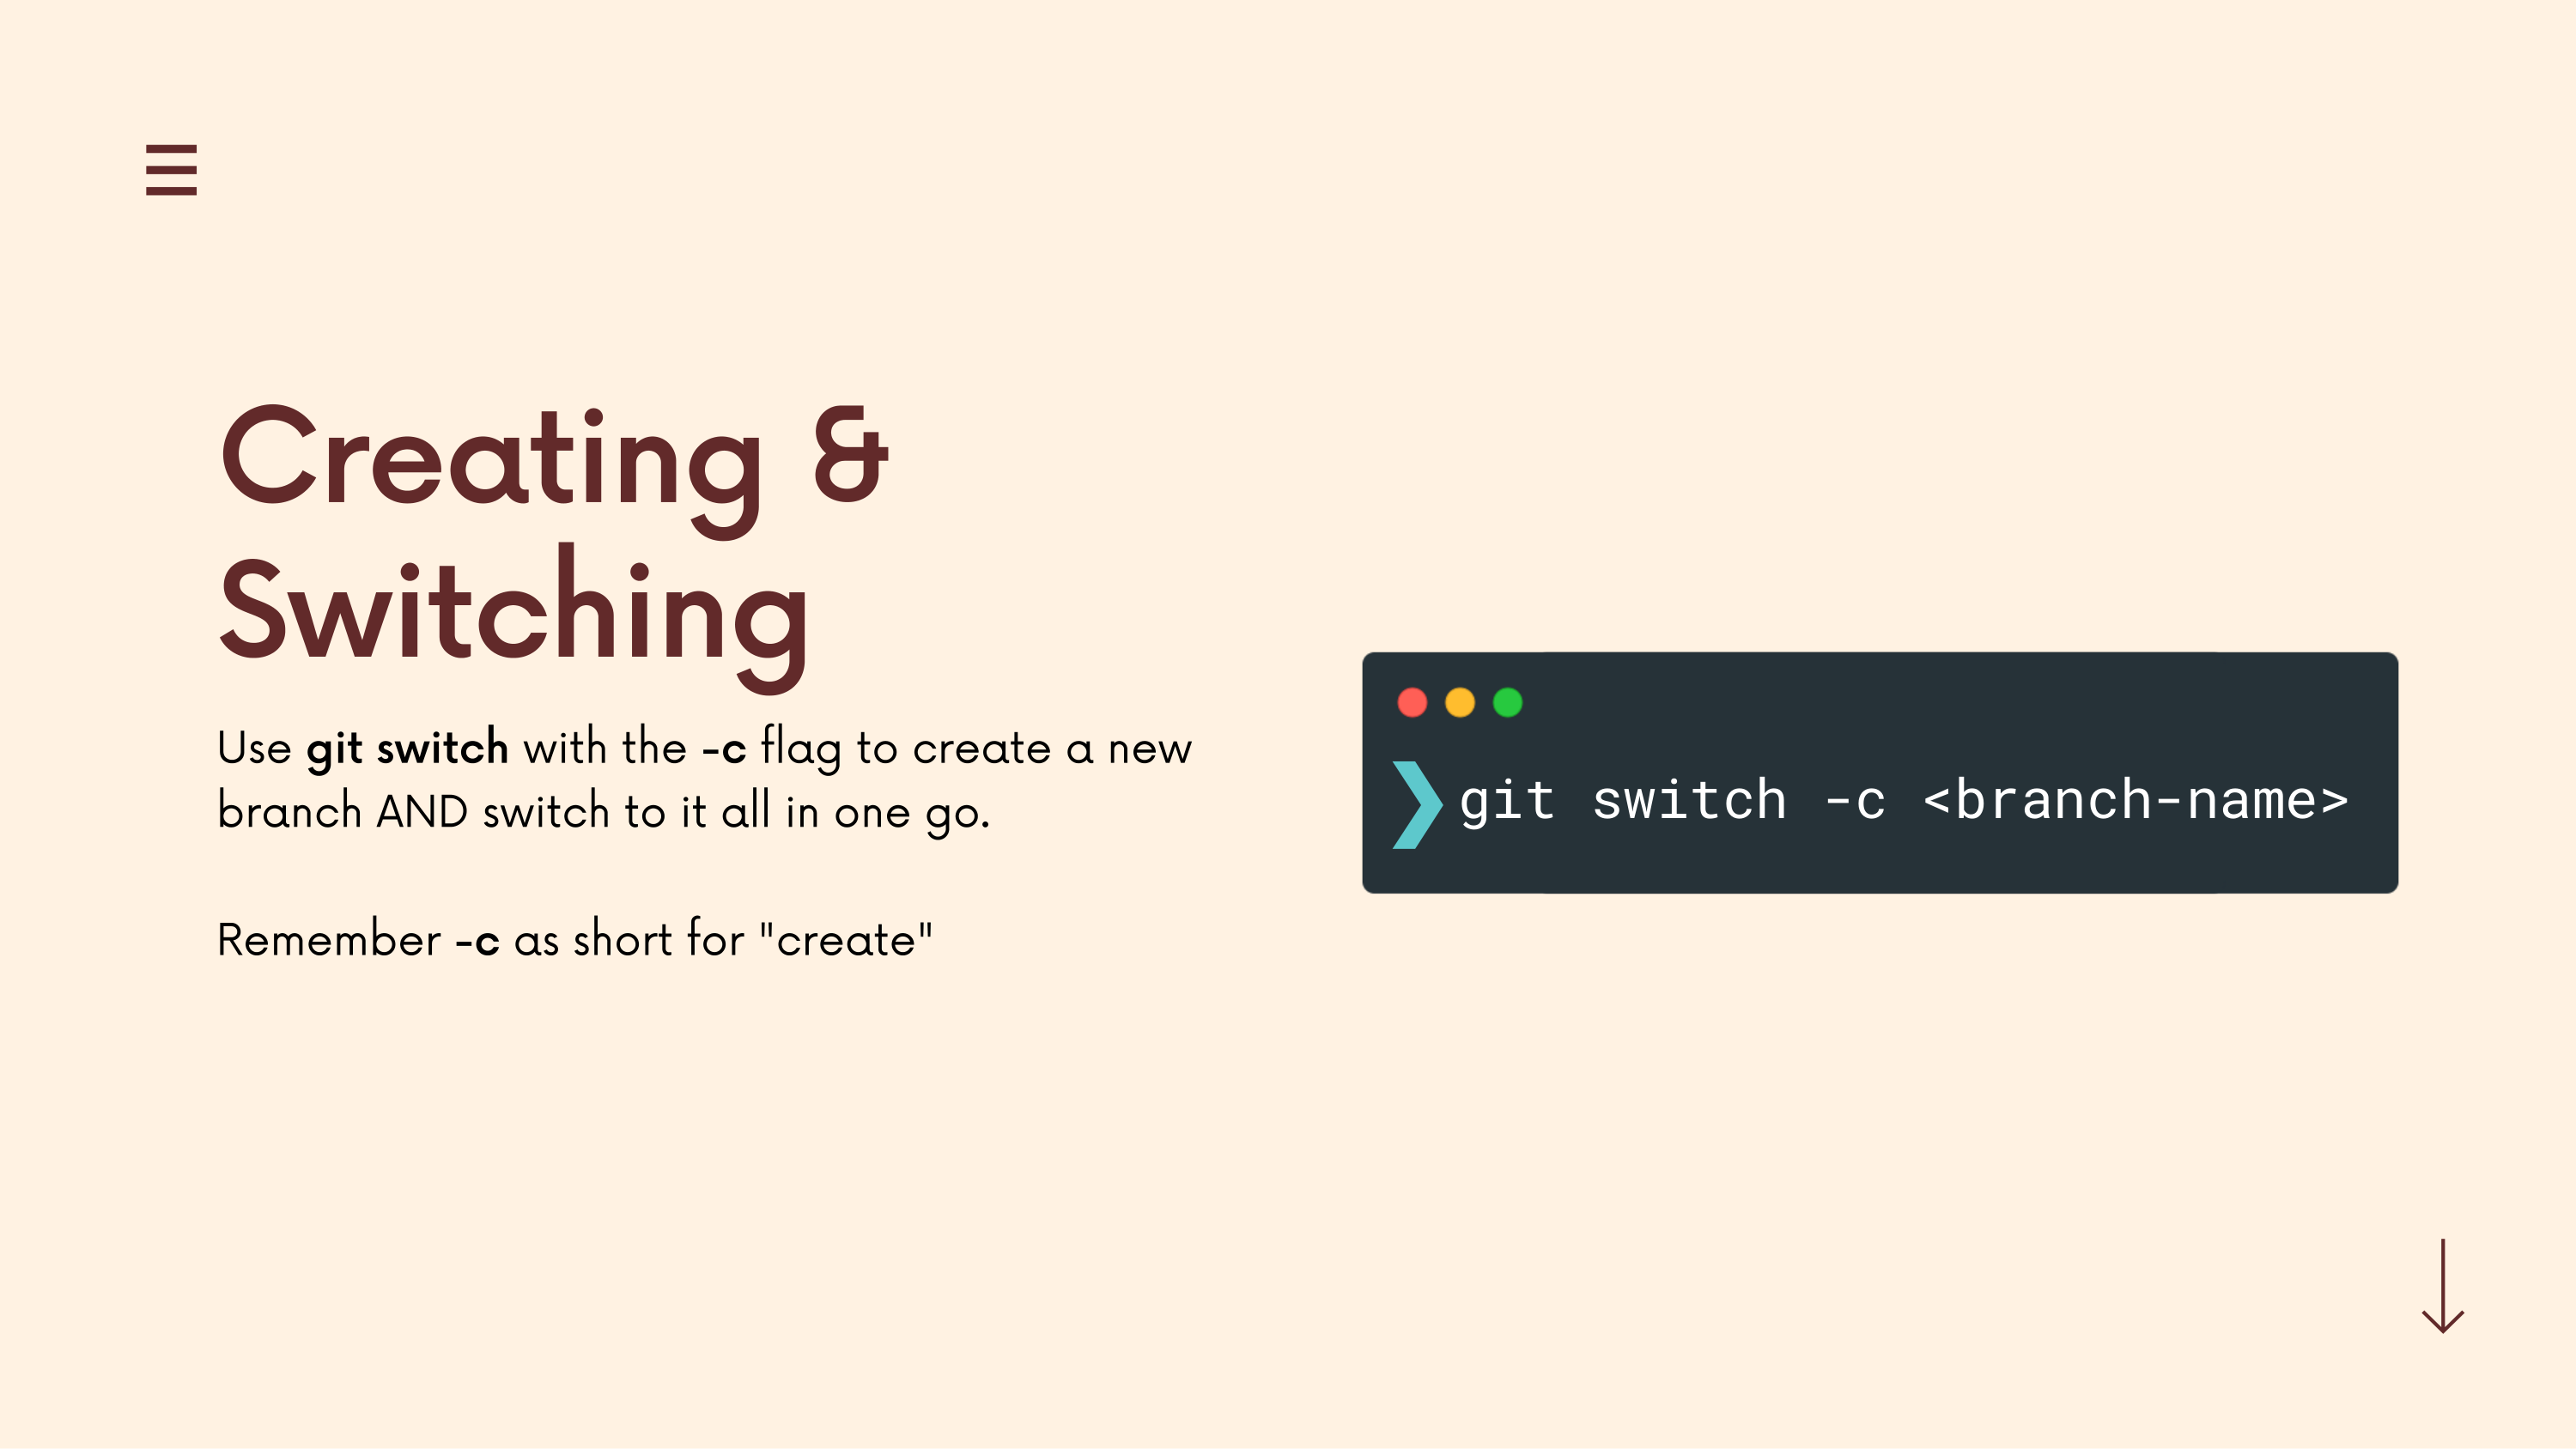 Creating &
Switching
Use git switch with the -c flag to create a new
branch AND switch to it all in one go.
Remember -c as short for "create"
git switch -c <branch-name>